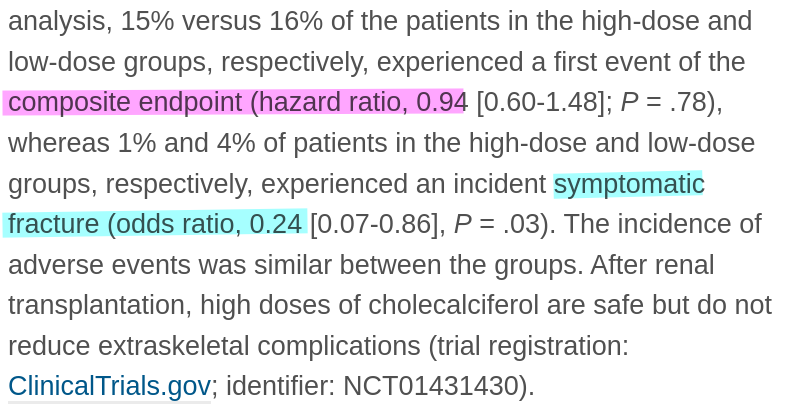 analysis, 15% versus 16% of the patients in the high-dose and
low-dose groups, respectively, experienced a first event of the
composite endpoint (hazard ratio, 0.94 [0.60-1.48]; P = .78),
whereas 1% and 4% of patients in the high-dose and low-dose
groups, respectively, experienced an incident symptomatic
fracture (odds ratio, 0.24 [0.07-0.86], P = .03). The incidence of
adverse events was similar between the groups. After renal
transplantation, high doses of cholecalciferol are safe but do not
reduce extraskeletal complications (trial registration:
ClinicalTrials.gov; identifier: NCT01431430).